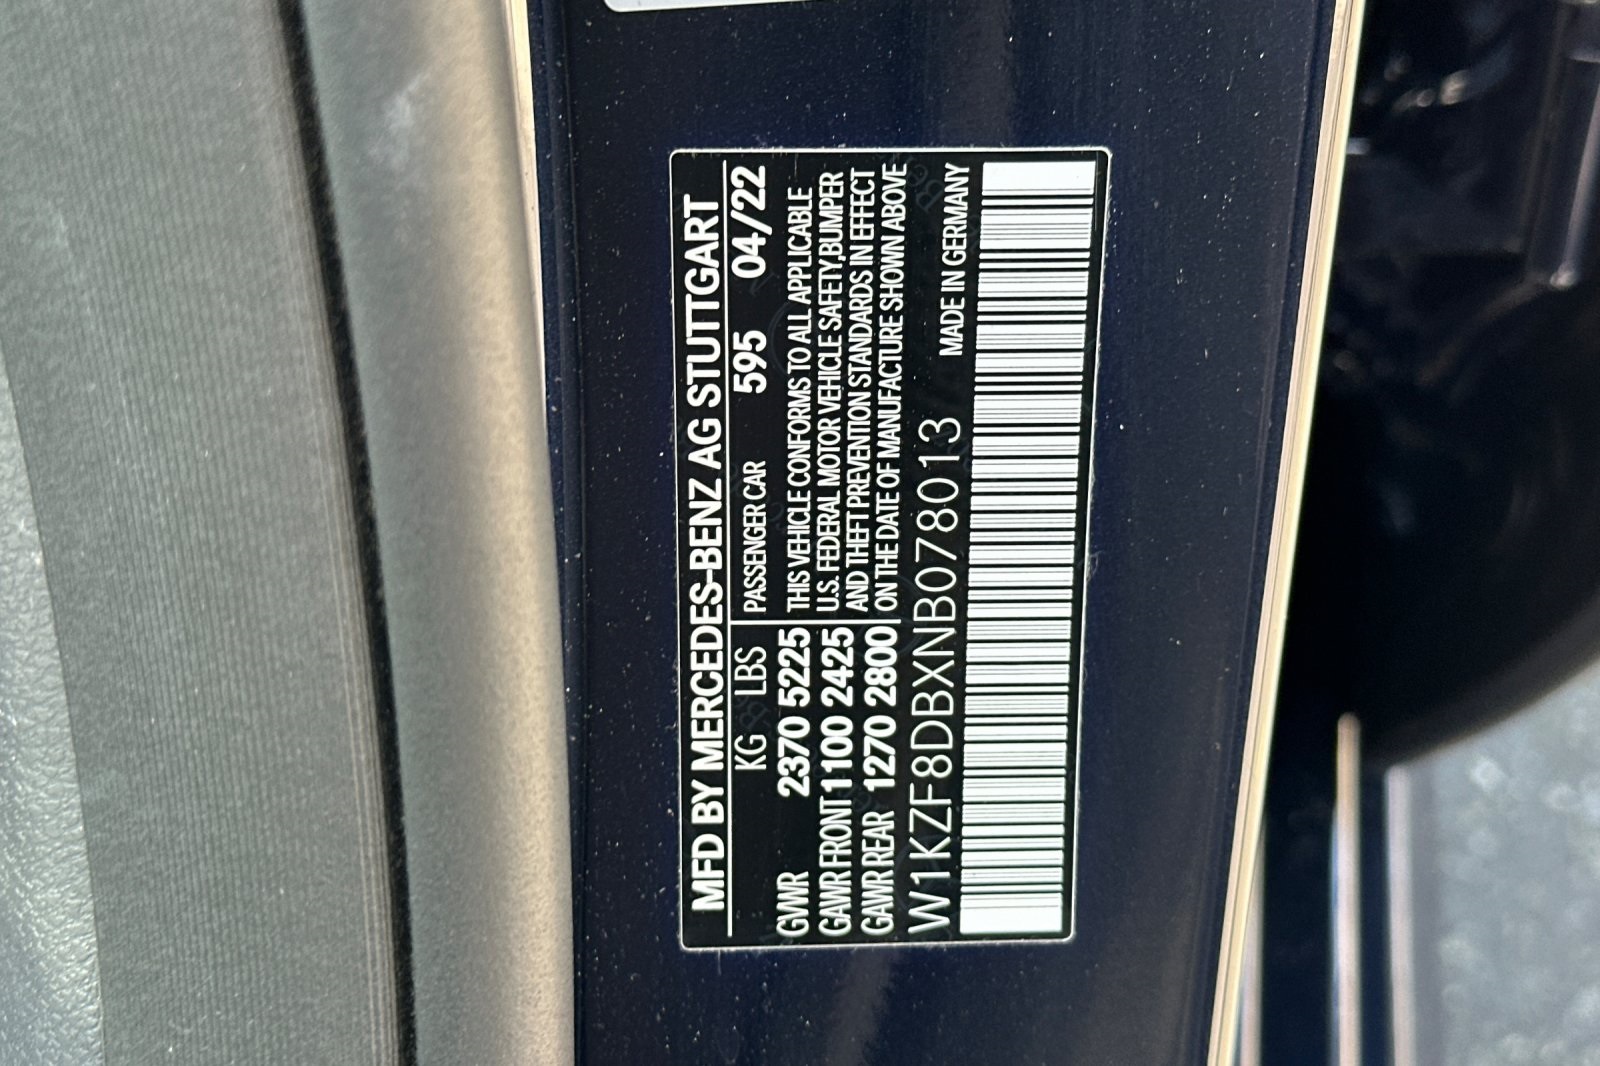 MFD BY MERCEDES-BENZ AG STUTTGART
KG LBS PASSENGER CAR 595 04/22
GVWR 2370 5225 THIS VEHICLE CONFORMS TO ALL APPLICABLE
GAWR FRONT 1100 2425 U.S. FEDERAL MOTOR VEHICLE SAFETY,BUMPER
AND THEFT PREVENTION STANDARDS IN EFFECT
GAWR REAR 1270 2800 ON THE DATE OF MANUFACTURE SHOWN ABOVE
W1KZF8DBXNB078013 MADE IN GERMANY